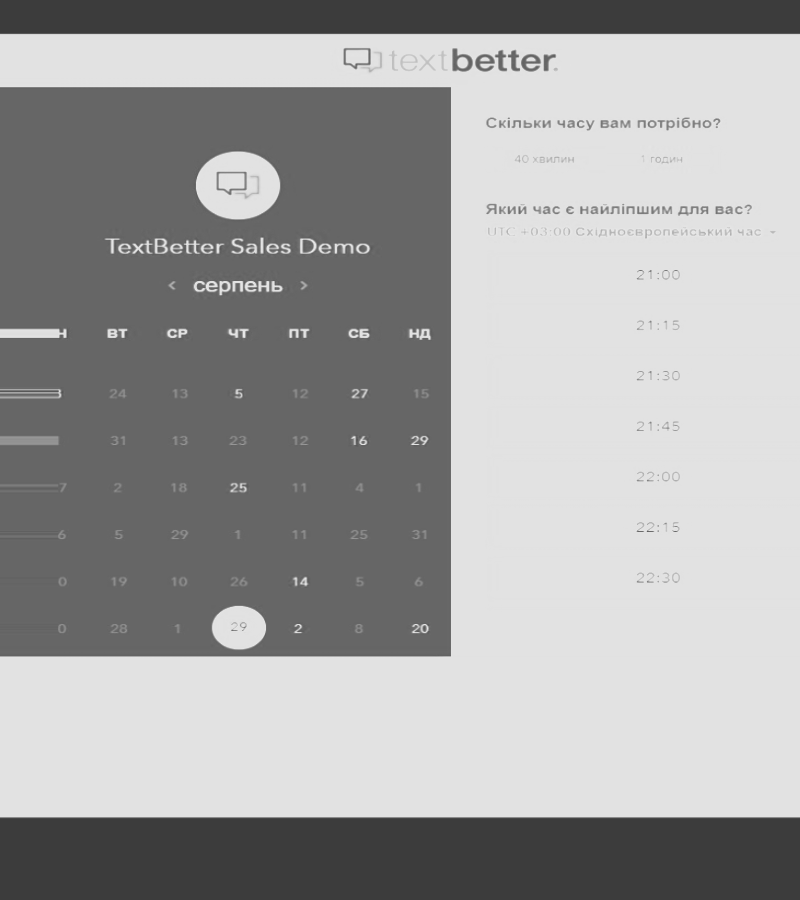 textbetter.
TextBetter Sales Demo
< серпень >
Н ВТ СР ЧТ ПТ СБ НД
24 13 5 12 27 15
31 13 23 12 16 29
7 2 18 25 11 4 1
6 5 29 1 11 25 31
0 19 10 26 14 5 6
0 28 1 29 2 8 20
Скільки часу вам потрібно?
40 хвилин 1 годин
Який час є найліпшим для вас?
UTC +03:00 Східноєвропейський час
21:00
21:15
21:30
21:45
22:00
22:15
22:30